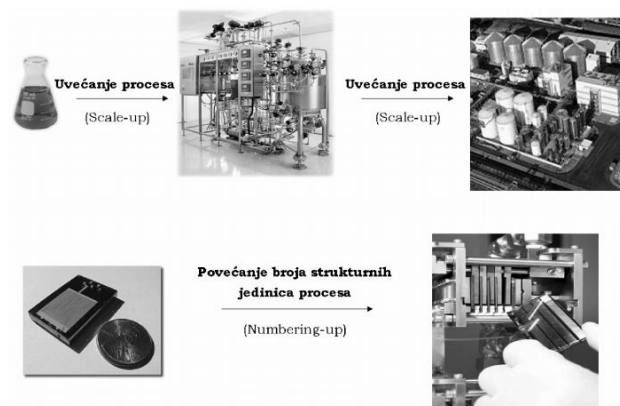 Uvećanje procesa
(Scale-up)
Uvećanje procesa
(Scale-up)
Povećanje broja strukturnih
jedinica procesa
(Numbering-up)